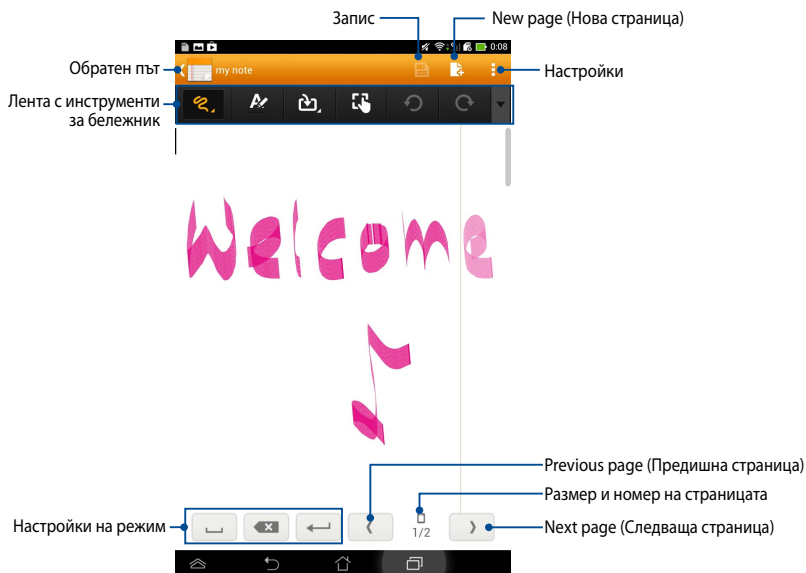 Запис
New page (Нова страница)
0:08
Обратен път
my note
Настройки
Лента с инструменти
за бележник
Welcome
Previous page (Предишна страница)
Размер и номер на страницата
Настройки на режим
1/2
Next page (Следваща страница)